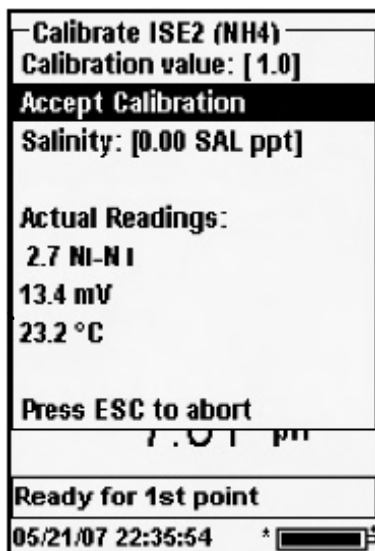 Calibrate ISE2 (NH4)
Calibration value: [ 1.0]
Accept Calibration
Salinity: [0.00 SAL ppt]
Actual Readings:
2.7
13.4 mV
23.2 °C
Press ESC to abort
Ready for 1st point
05/21/07 22:35:54 *